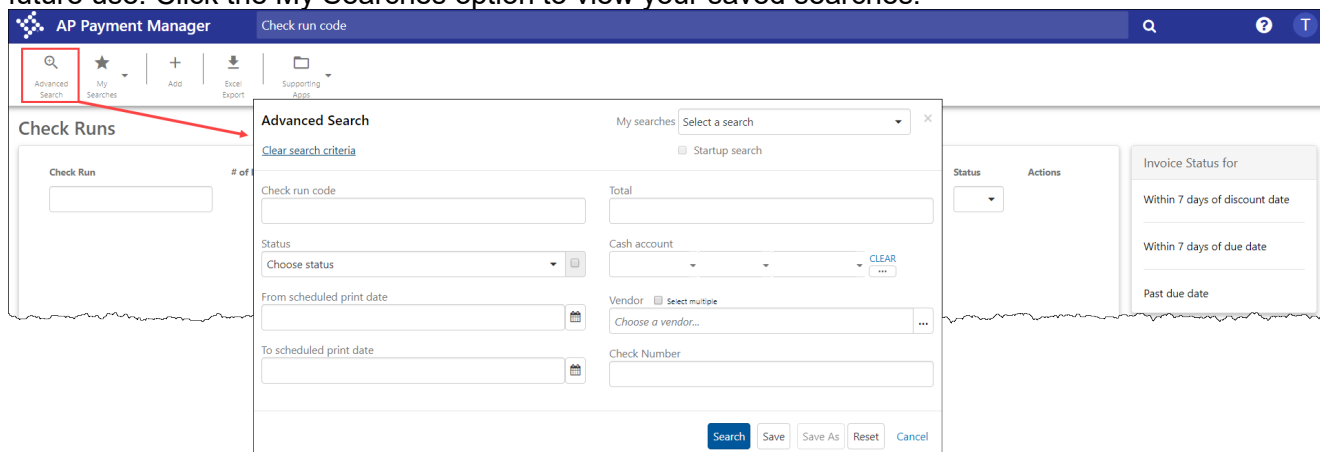 future use. Click the My Searches option to view your saved searches.
AP Payment Manager Check run code ? T
Advanced Search My Searches Add Excel Export Supporting Apps
Check Runs
Check Run # of
Advanced Search My searches Select a search ×
Clear search criteria Startup search
Check run code Total
Status Cash account
Choose status CLEAR
...
From scheduled print date Vendor Select multiple
Choose a vendor... ...
To scheduled print date Check Number
Search Save Save As Reset Cancel
Status Actions
Invoice Status for
Within 7 days of discount date
Within 7 days of due date
Past due date